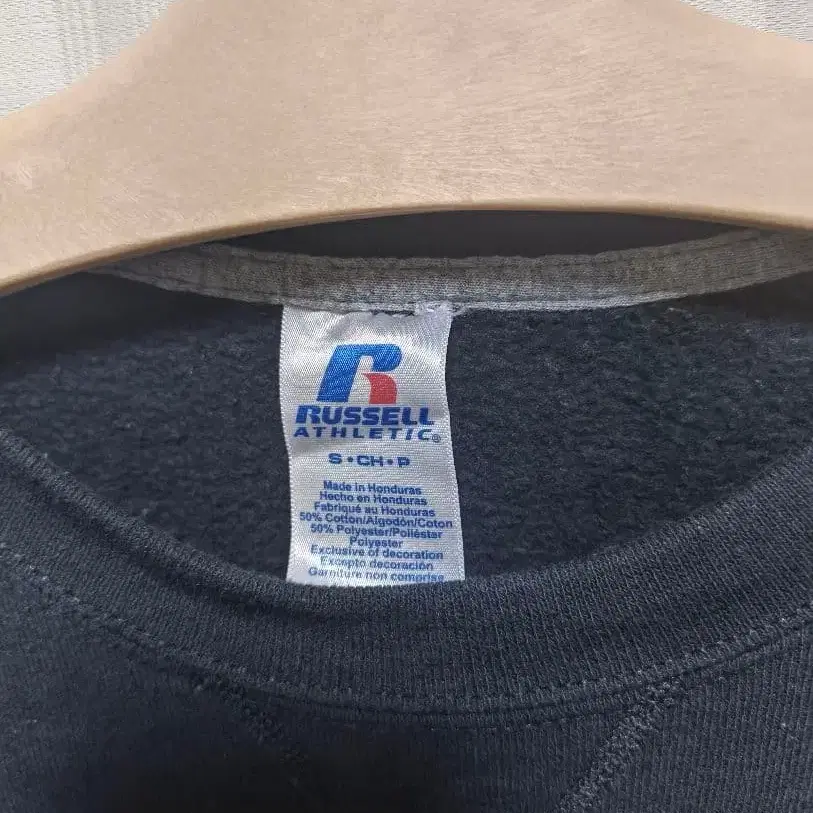 RUSSELL
ATHLETIC®
S•CH•P
Made in Honduras
Hecho en Honduras
Fabriqué au Honduras
50% Cotton/Algodón/Coton
50% Polyester/Poliéstar
Polyester
Exclusive of decoration
Excepto decoración
Garniture non comprise